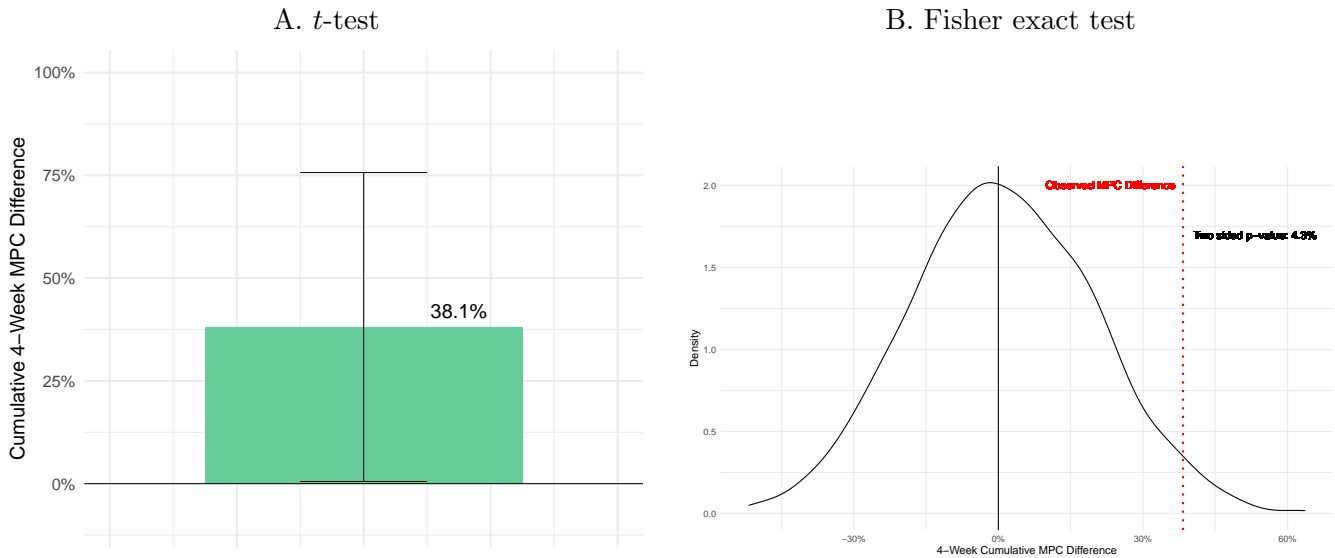 A. t-test
Cumulative 4−Week MPC Difference
100%
75%
50%
25%
0%
38.1%
B. Fisher exact test
Density
2.0
1.5
1.0
0.5
0.0
Observed MPC Difference
Two sided p−value: 4.3%
−30%
0%
30%
60%
4−Week Cumulative MPC Difference